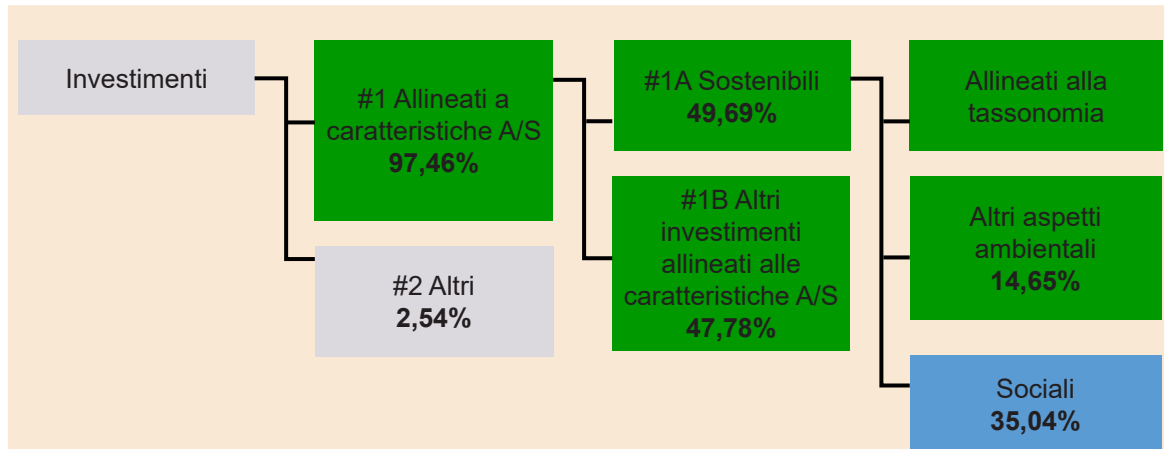 Investimenti
#1 Allineati a
caratteristiche A/S
97,46%
#2 Altri
2,54%
#1A Sostenibili
49,69%
#1B Altri
investimenti
allineati alle
caratteristiche A/S
47,78%
Allineati alla
tassonomia
Altri aspetti
ambientali
14,65%
Sociali
35,04%